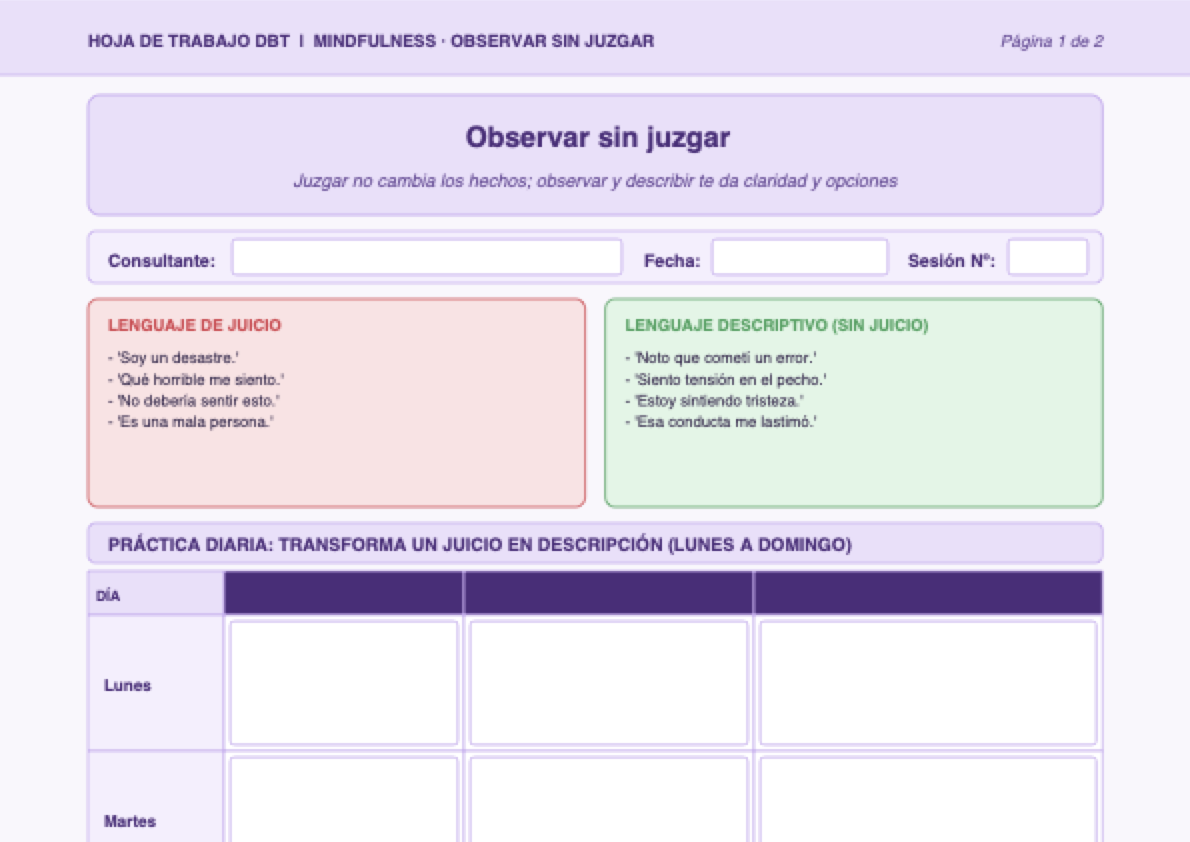 HOJA DE TRABAJO DBT | MINDFULNESS · OBSERVAR SIN JUZGAR
Página 1 de 2
Observar sin juzgar
Juzgar no cambia los hechos; observar y describir te da claridad y opciones
Consultante:
Fecha:
Sesión Nº:
LENGUAJE DE JUICIO
- 'Soy un desastre.'
- 'Qué horrible me siento.'
- 'No debería sentir esto.'
- 'Es una mala persona.'
LENGUAJE DESCRIPTIVO (SIN JUICIO)
- 'Noto que cometí un error.'
- 'Siento tensión en el pecho.'
- 'Estoy sintiendo tristeza.'
- 'Esa conducta me lastimó.'
PRÁCTICA DIARIA: TRANSFORMA UN JUICIO EN DESCRIPCIÓN (LUNES A DOMINGO)
DÍA
Lunes
Martes